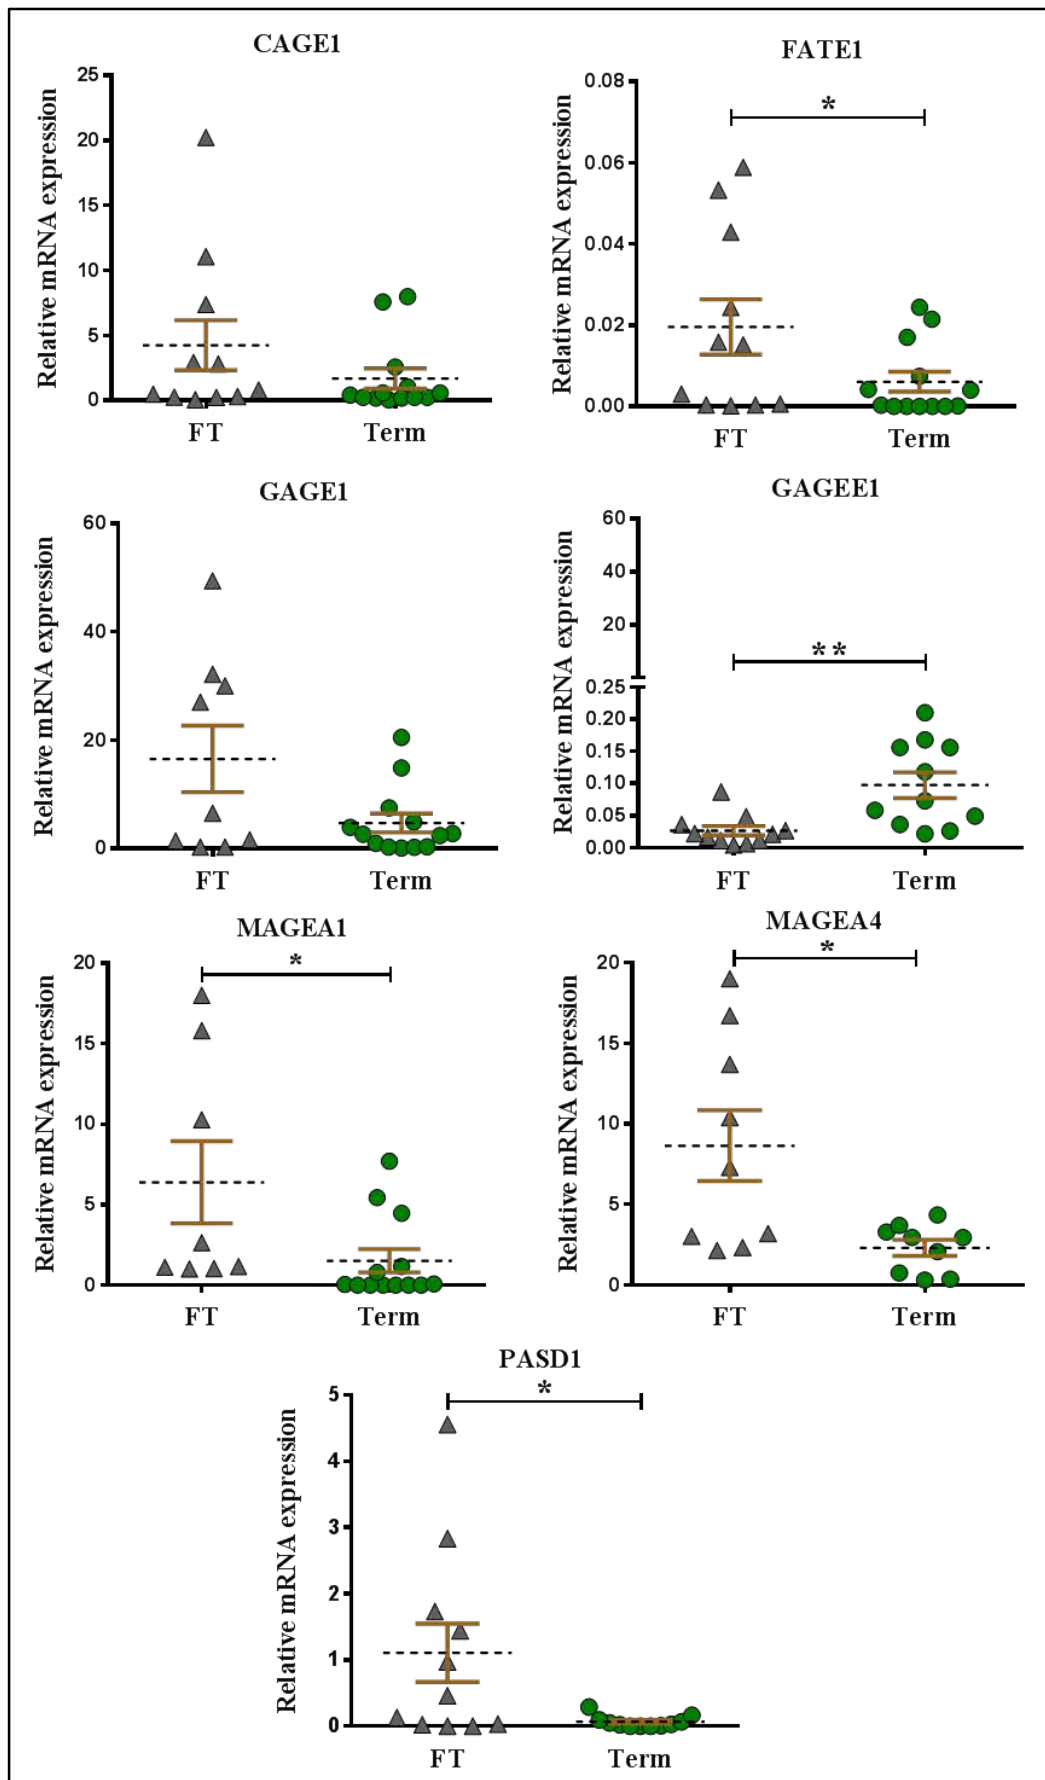 CAGE1
Relative mRNA expression
25
20
15
10
5
0
FT
Term
FATE1
Relative mRNA expression
0.08
0.06
0.04
0.02
0.00
*
FT
Term
GAGE1
Relative mRNA expression
60
40
20
0
FT
Term
GAGEE1
Relative mRNA expression
60
40
20
0.25
0.20
0.15
0.10
0.05
0.00
**
FT
Term
MAGEA1
Relative mRNA expression
20
15
10
5
0
*
FT
Term
MAGEA4
Relative mRNA expression
20
15
10
5
0
*
FT
Term
PASD1
Relative mRNA expression
5
4
3
2
1
0
*
FT
Term